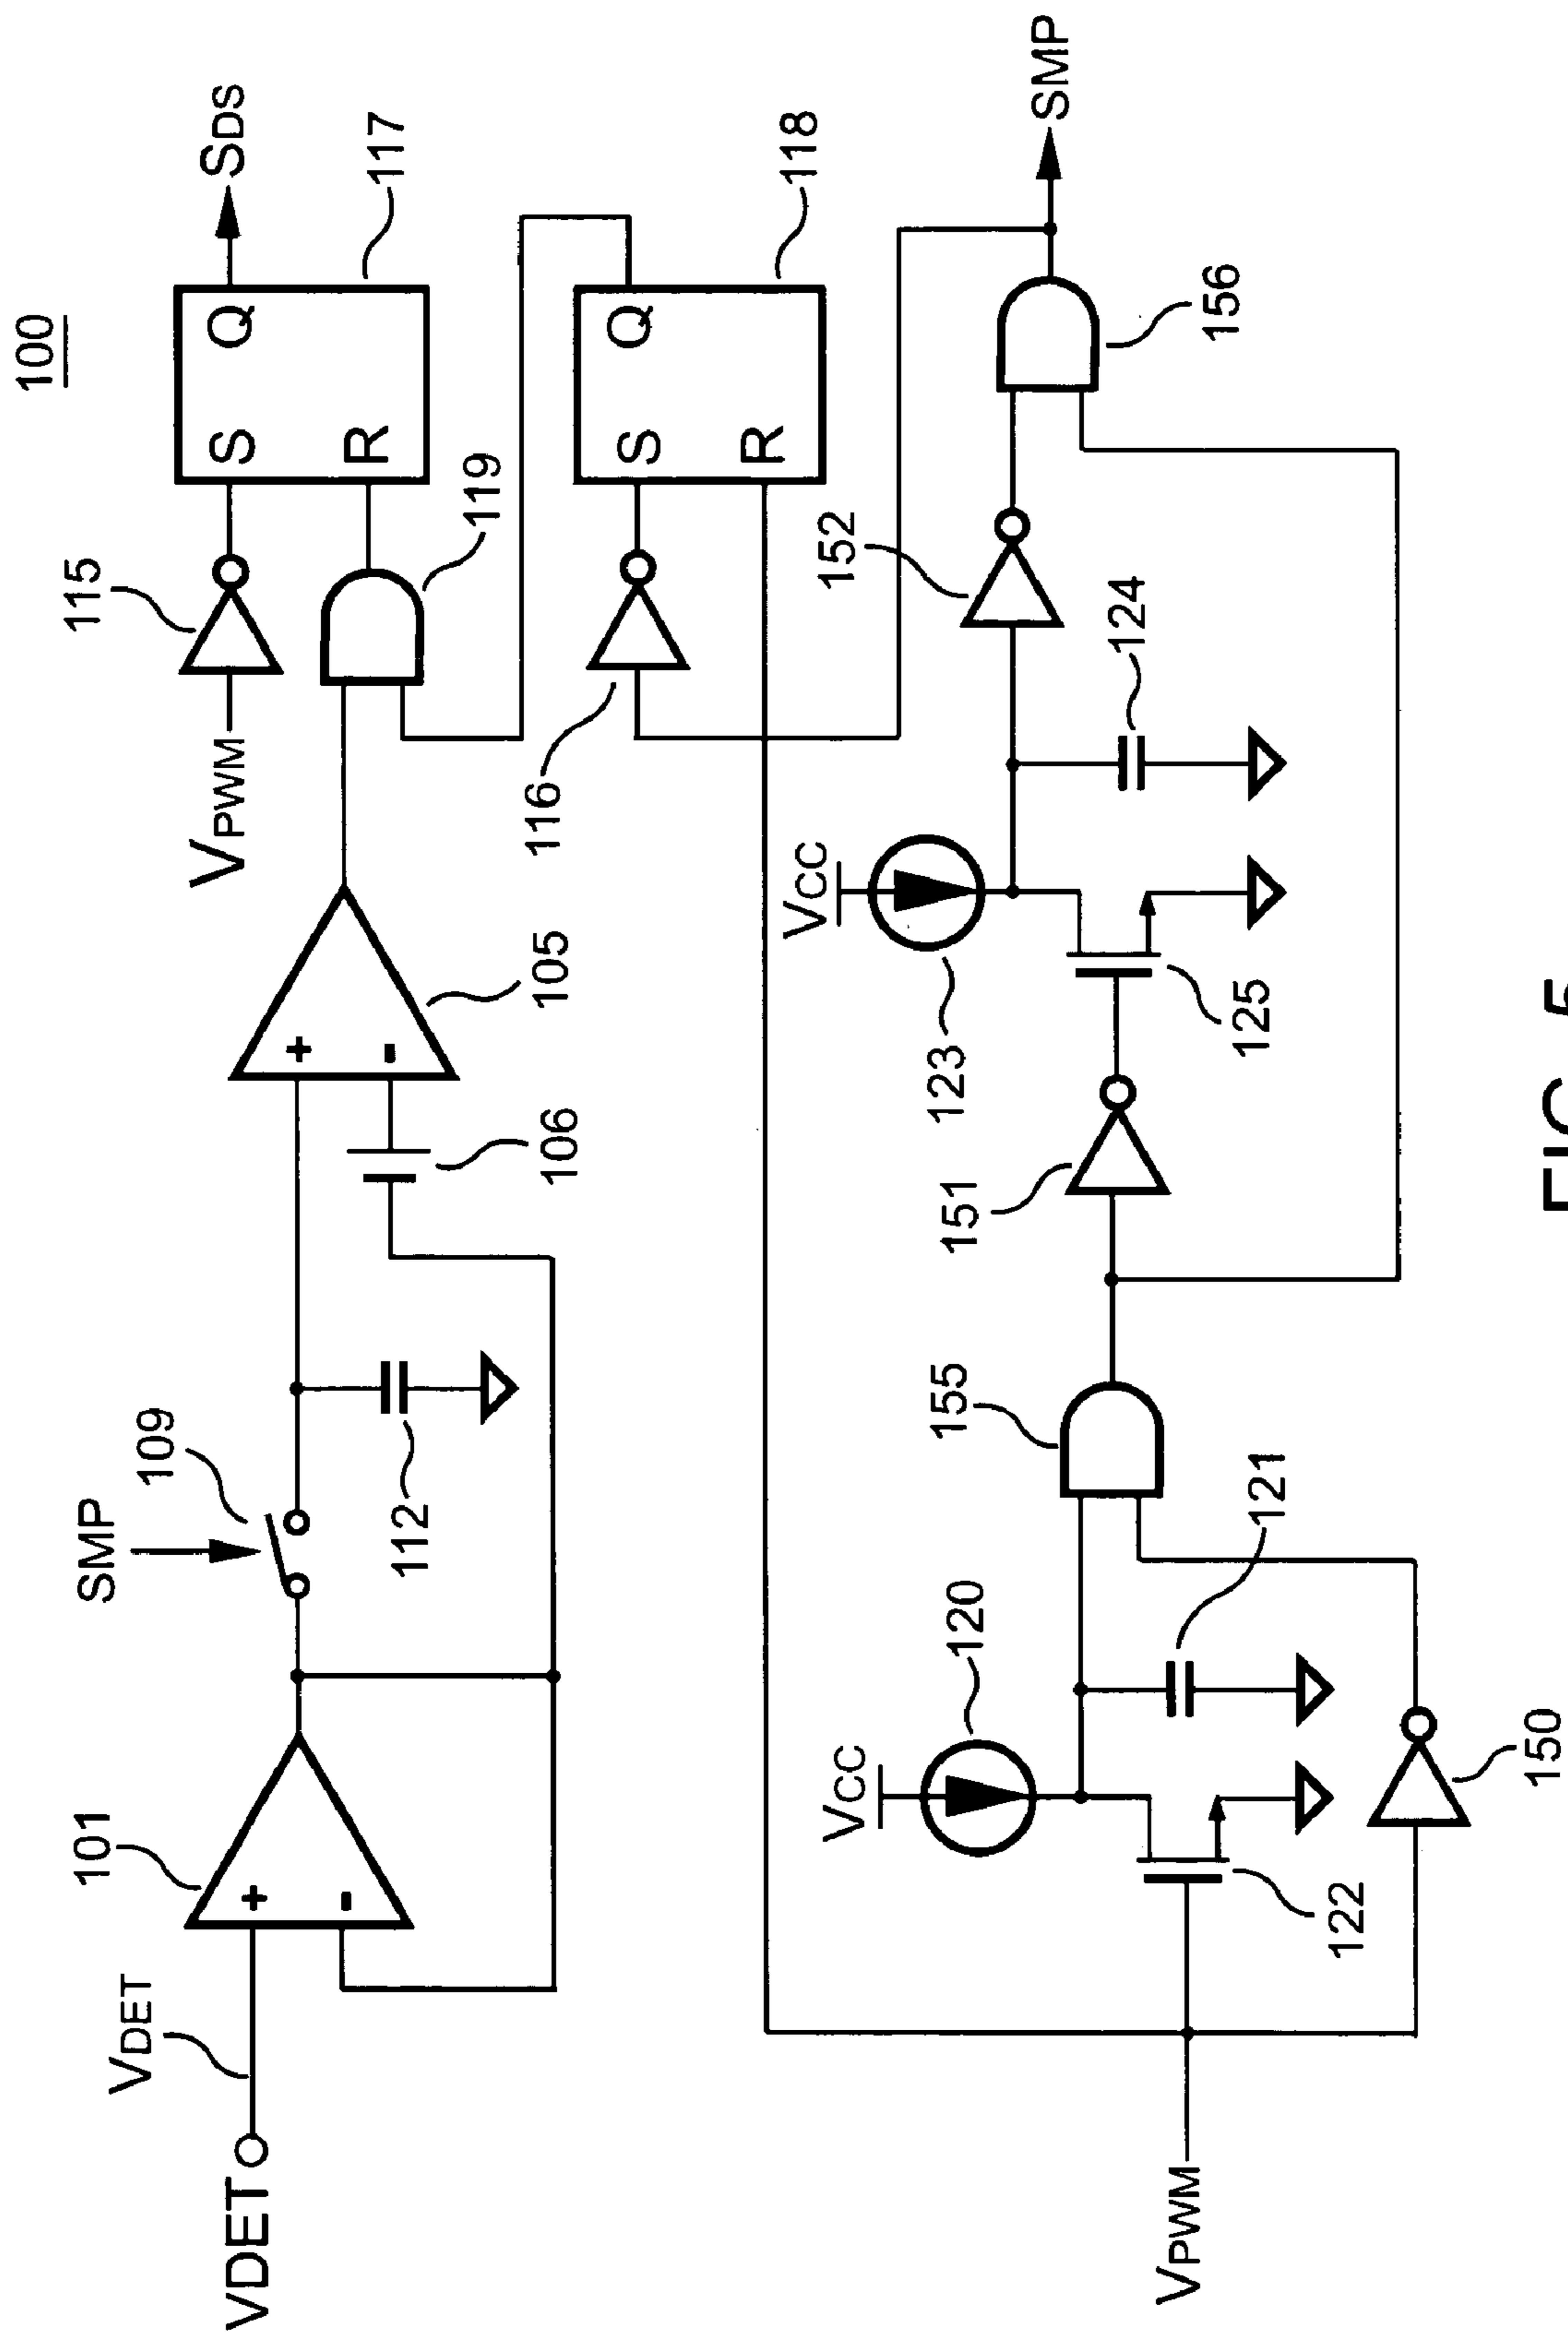 100
SDS
VPWM
115
S Q
R
117
119
SMP
109
101
+
-
VDET
VDET
112
106
+
-
105
116
S Q
R
118
VCC
120
121
155
151
VCC
123
125
124
152
156
SMP
122
150
VPWM
FIG. 5